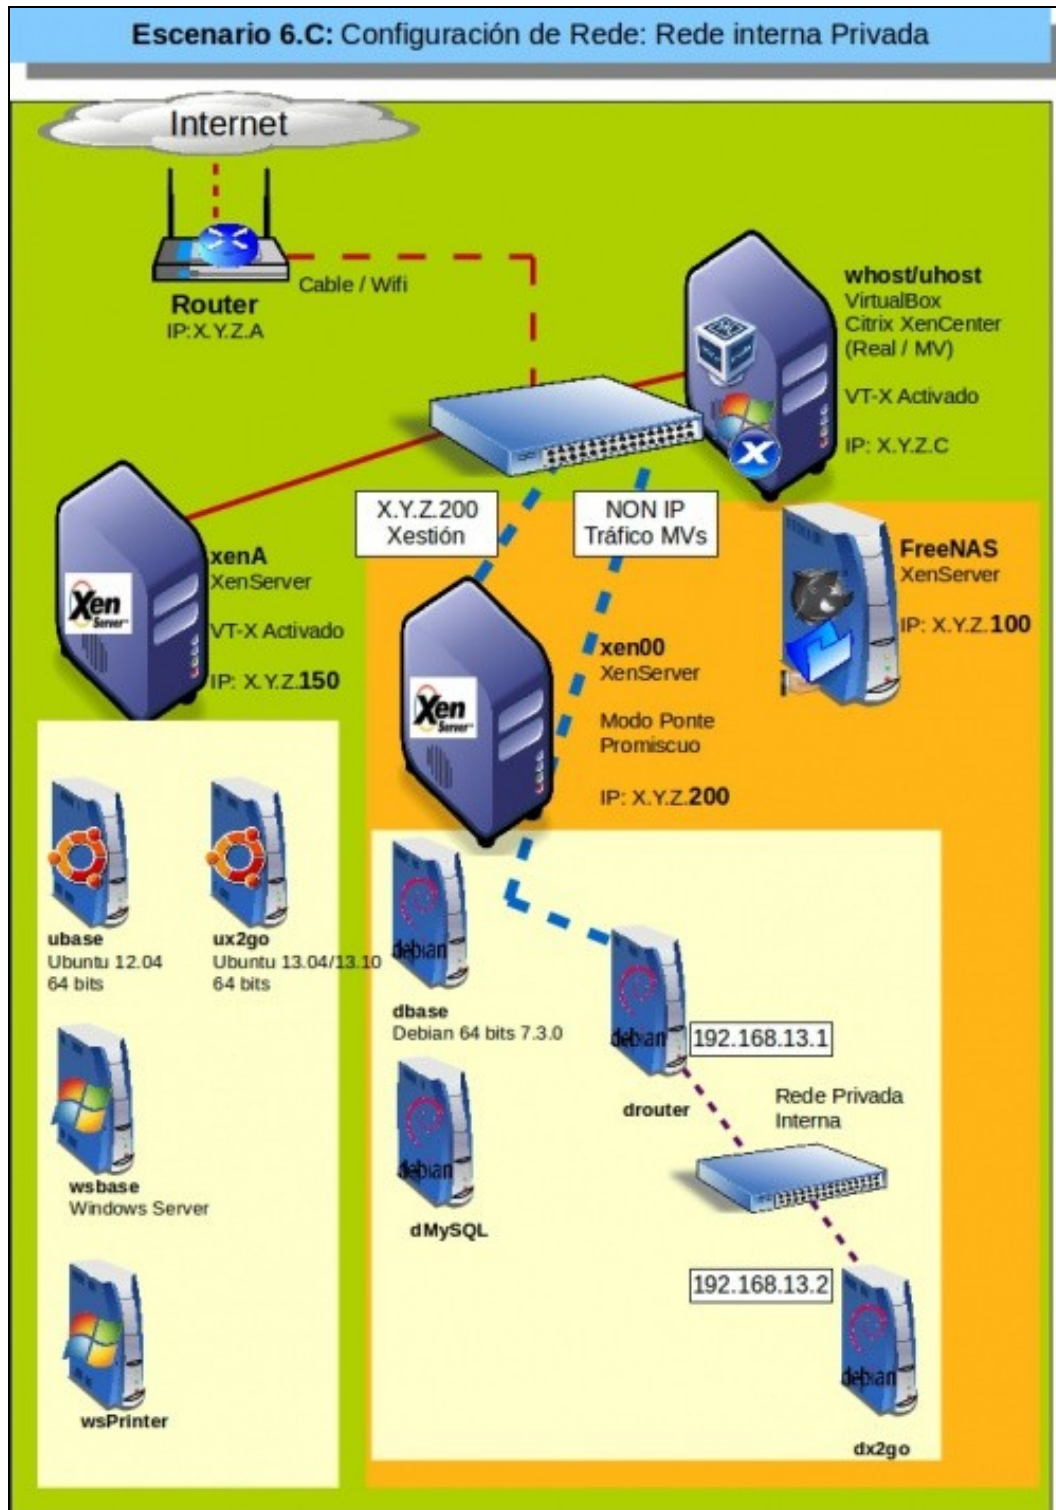 Escenario 6.C: Configuración de Rede: Rede interna Privada
Internet
Cable / Wifi
Router
IP:X.Y.Z.A
whost/uhost
VirtualBox
Citrix XenCenter
(Real / MV)
VT-X Activado
IP: X.Y.Z.C
X.Y.Z.200
Xestión
NON IP
Tráfico MVs
xenA
XenServer
VT-X Activado
IP: X.Y.Z.150
Xen
Server
FreeNAS
XenServer
IP: X.Y.Z.100
xen00
XenServer
Modo Ponte
Promiscuo
IP: X.Y.Z.200
Xen
Server
ubase
Ubuntu 12.04
64 bits
ux2go
Ubuntu 13.04/13.10
64 bits
wsbase
Windows Server
wsPrinter
debian
dbase
Debian 64 bits 7.3.0
debian
dMySQL
debian
192.168.13.1
drouter
Rede Privada
Interna
192.168.13.2
debian
dx2go